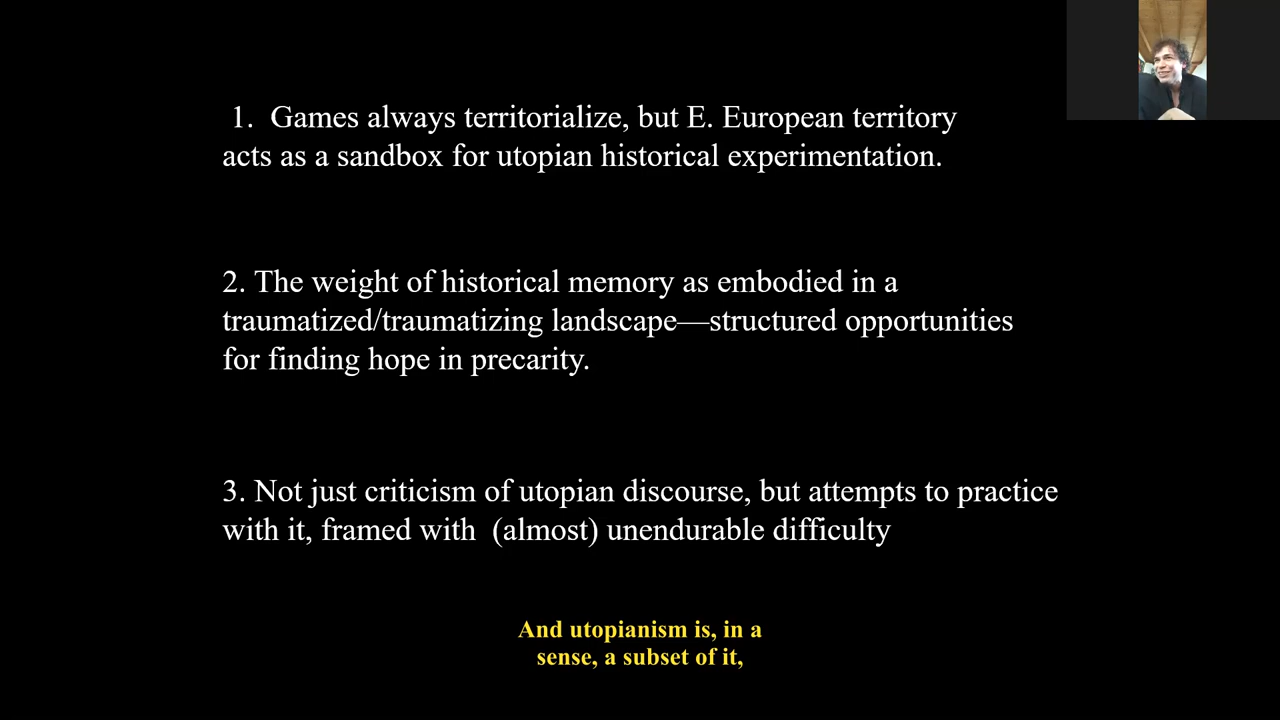 1. Games always territorialize, but E. European territory
acts as a sandbox for utopian historical experimentation.
2. The weight of historical memory as embodied in a
traumatized/traumatizing landscape—structured opportunities
for finding hope in precarity.
3. Not just criticism of utopian discourse, but attempts to practice
with it, framed with (almost) unendurable difficulty
And utopianism is, in a
sense, a subset of it,